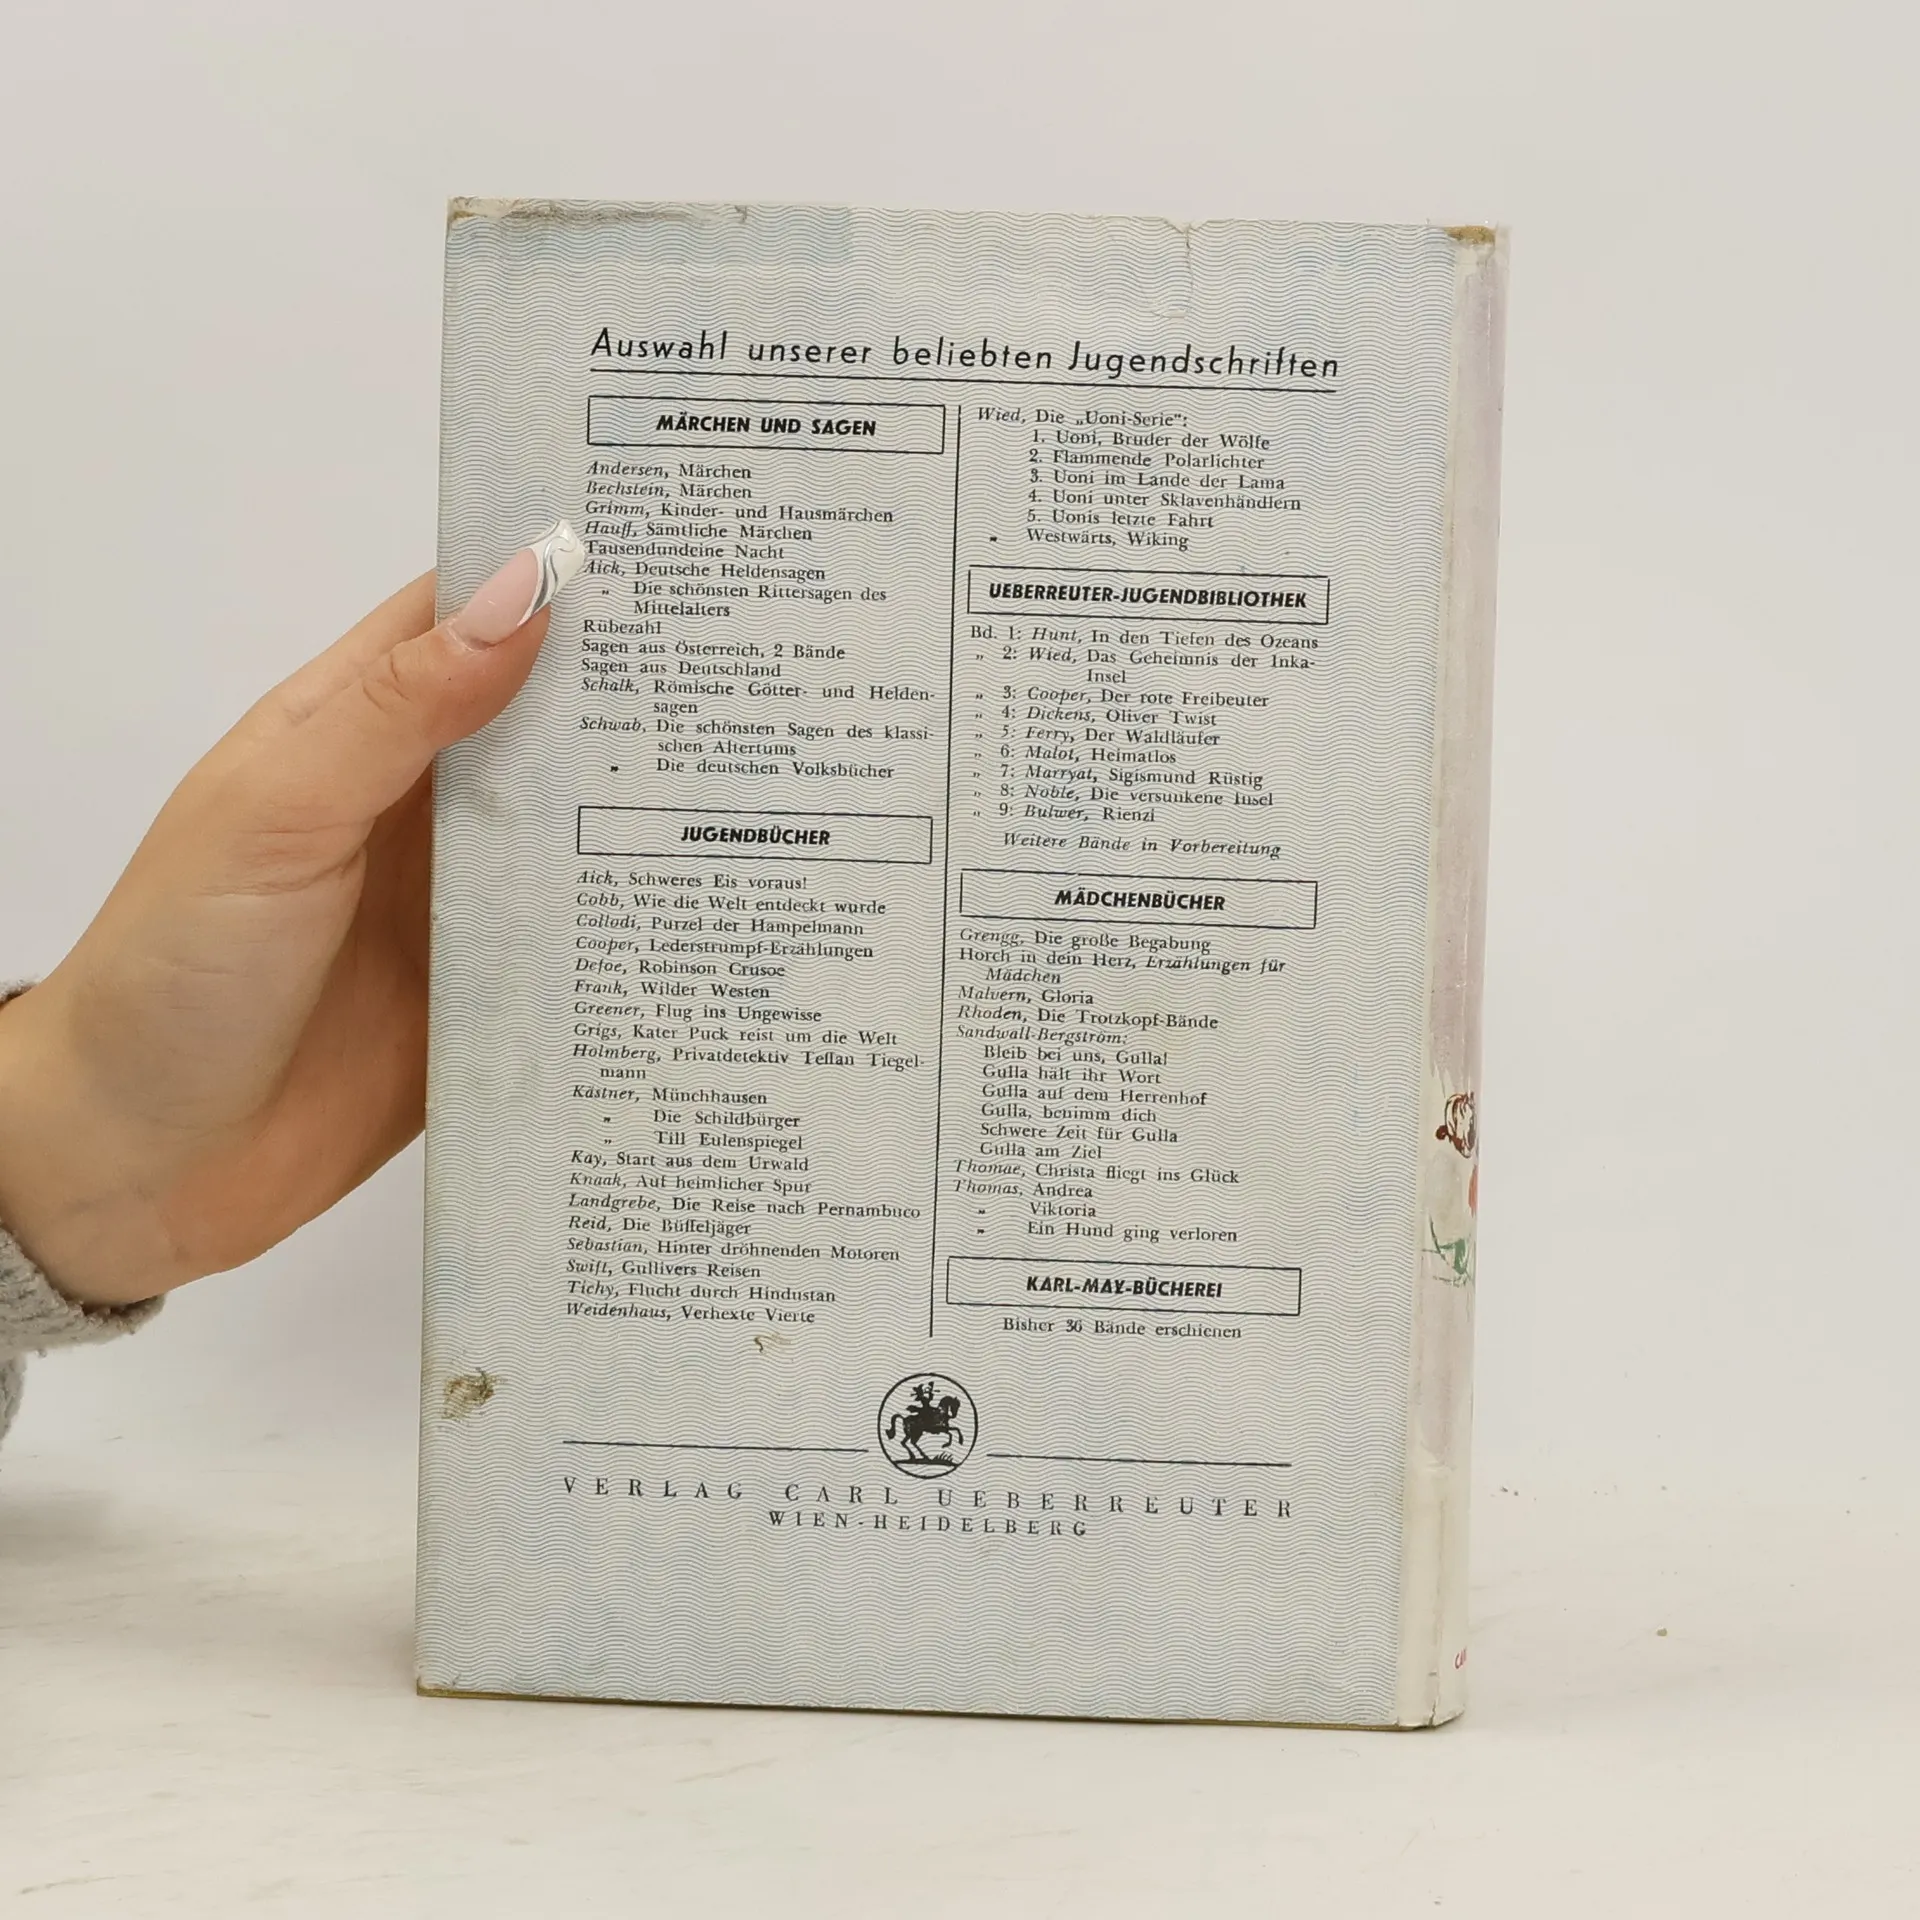 Auswahl unserer beliebten Jugendschriften
MÄRCHEN UND SAGEN
Andersen, Märchen
Bechstein, Märchen
Grimm, Kinder- und Hausmärchen
Hauff, Sämtliche Märchen
Tausendundeine Nacht
Aick, Deutsche Heldensagen
„ Die schönsten Rittersagen des
Mittelalters
Rübezahl
Sagen aus Österreich, 2 Bände
Sagen aus Deutschland
Schalk, Römische Götter- und Helden-
sagen
Schwab, Die schönsten Sagen des klassi-
schen Altertums
„ Die deutschen Volksbücher
JUGENDBÜCHER
Aick, Schweres Eis voraus!
Cobb, Wie die Welt entdeckt wurde
Collodi, Purzel der Hampelmann
Cooper, Lederstrumpf-Erzählungen
Defoe, Robinson Crusoe
Frank, Wilder Westen
Greener, Flug ins Ungewisse
Grigs, Kater Puck reist um die Welt
Holmberg, Privatdetektiv Teffan Tiegel-
mann
Kästner, Münchhausen
„ Die Schildbürger
„ Till Eulenspiegel
Kay, Start aus dem Urwald
Knaak, Auf heimlicher Spur
Landgrebe, Die Reise nach Pernambuco
Reid, Die Büffeljäger
Sebastian, Hinter dröhnenden Motoren
Swift, Gullivers Reisen
Tichy, Flucht durch Hindustan
Weidenhaus, Verhexte Vierte
Wied, Die „Uoni-Serie“:
1. Uoni, Bruder der Wölfe
2. Flammende Polarlichter
3. Uoni im Lande der Lama
4. Uoni unter Sklavenhändlern
5. Uonis letzte Fahrt
„ Westwärts, Wiking
UEBERREUTER-JUGENDBIBLIOTHEK
Bd. 1: Hunt, In den Tiefen des Ozeans
„ 2: Wied, Das Geheimnis der Inka-
Insel
„ 3: Cooper, Der rote Freibeuter
„ 4: Dickens, Oliver Twist
„ 5: Ferry, Der Waldläufer
„ 6: Malot, Heimatlos
„ 7: Marryat, Sigismund Rüstig
„ 8: Noble, Die versunkene Insel
„ 9: Bulwer, Rienzi
Weitere Bände in Vorbereitung
MÄDCHENBÜCHER
Grengg, Die große Begabung
Horch in dein Herz, Erzählungen für
Mädchen
Malvern, Gloria
Rhoden, Die Trotzkopf-Bände
Sandwall-Bergström:
Bleib bei uns, Gulla!
Gulla hält ihr Wort
Gulla auf dem Herrenhof
Gulla, benimm dich
Schwere Zeit für Gulla
Gulla am Ziel
Thomae, Christa fliegt ins Glück
Thomas, Andrea
„ Viktoria
„ Ein Hund ging verloren
KARL-MAY-BÜCHEREI
Bisher 36 Bände erschienen
VERLAG CARL UEBERREUTER
WIEN-HEIDELBERG